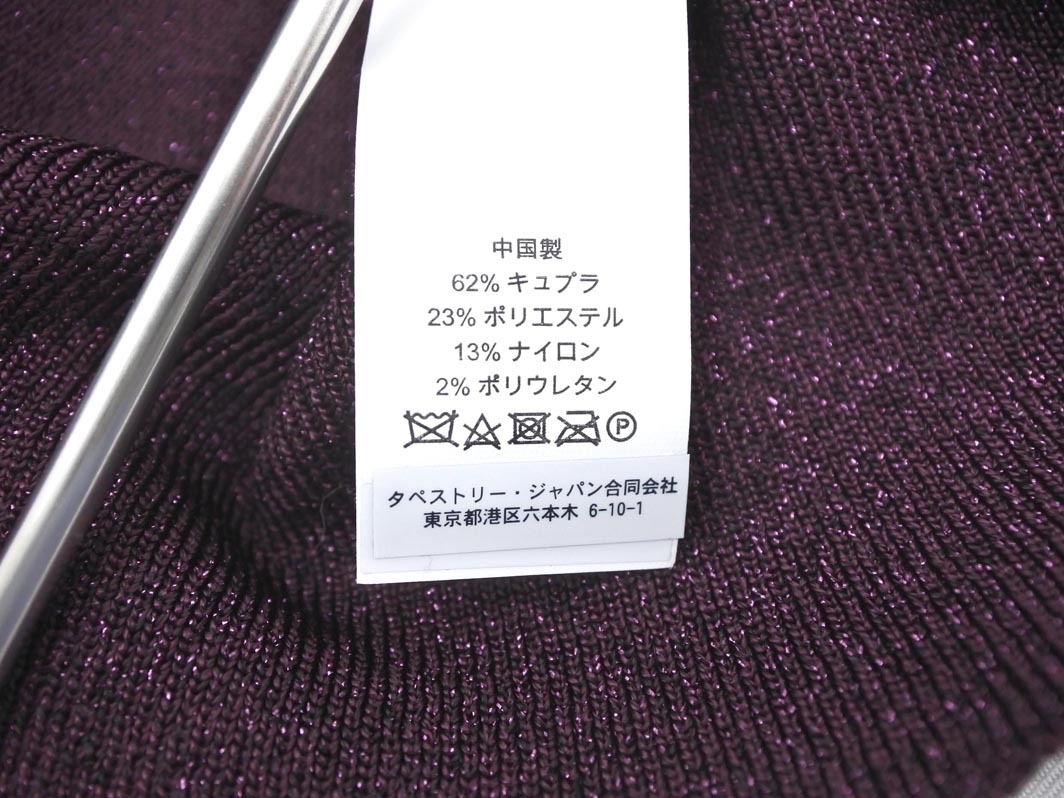 中国製
62% キュプラ
23% ポリエステル
13% ナイロン
2% ポリウレタン
P
タペストリー・ジャパン合同会社
東京都港区六本木 6-10-1